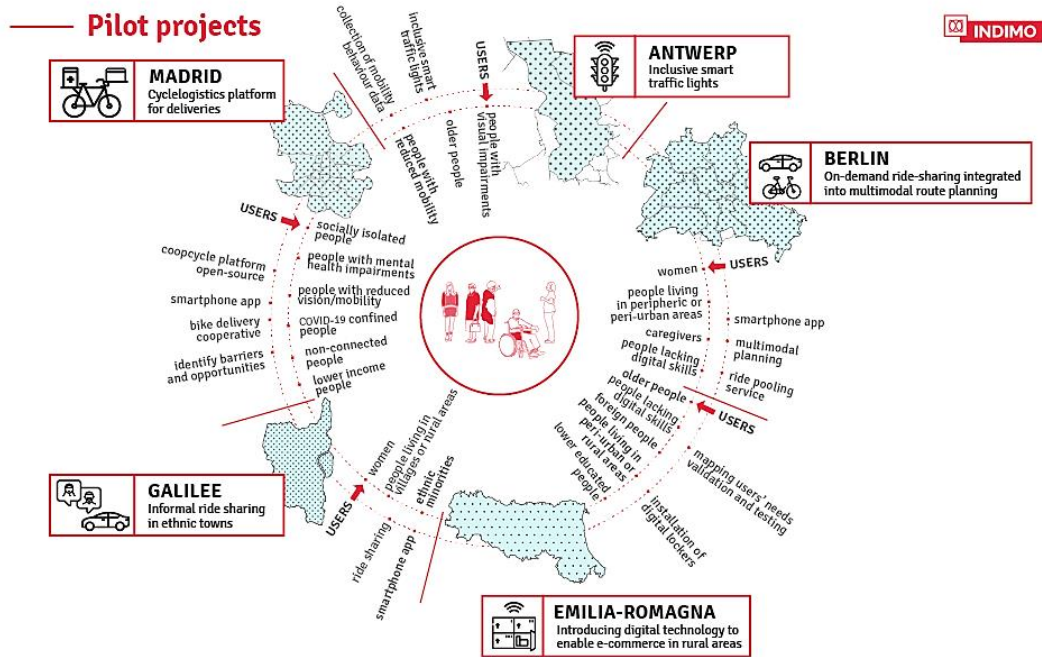 Pilot projects
INDIMO
MADRID
Cyclelogistics platform
for deliveries
collection of mobility
behaviour data
inclusive smart
traffic lights
USERS
people with
reduced mobility
older people
people with
visual impairments
ANTWERP
Inclusive smart
traffic lights
BERLIN
On-demand ride-sharing integrated
into multimodal route planning
USERS
women
people living
in peripheric or
peri-urban areas
caregivers
people lacking
digital skills
smartphone app
multimodal
planning
ride pooling
service
USERS
socially isolated
people
people with mental
health impairments
people with reduced
vision/mobility
COVID-19 confined
people
non-connected
people
lower income
people
coopcycle platform
open-source
smartphone app
bike delivery
cooperative
identify barriers
and opportunities
USERS
older people
people lacking
digital skills
foreign people
people living in
peri-urban or
rural areas
lower educated
people
mapping users' needs
validation and testing
installation of
digital lockers
GALILEE
Informal ride sharing
in ethnic towns
USERS
women
people living in
villages or rural areas
ethnic
minorities
ride sharing
smartphone app
EMILIA-ROMAGNA
Introducing digital technology to
enable e-commerce in rural areas